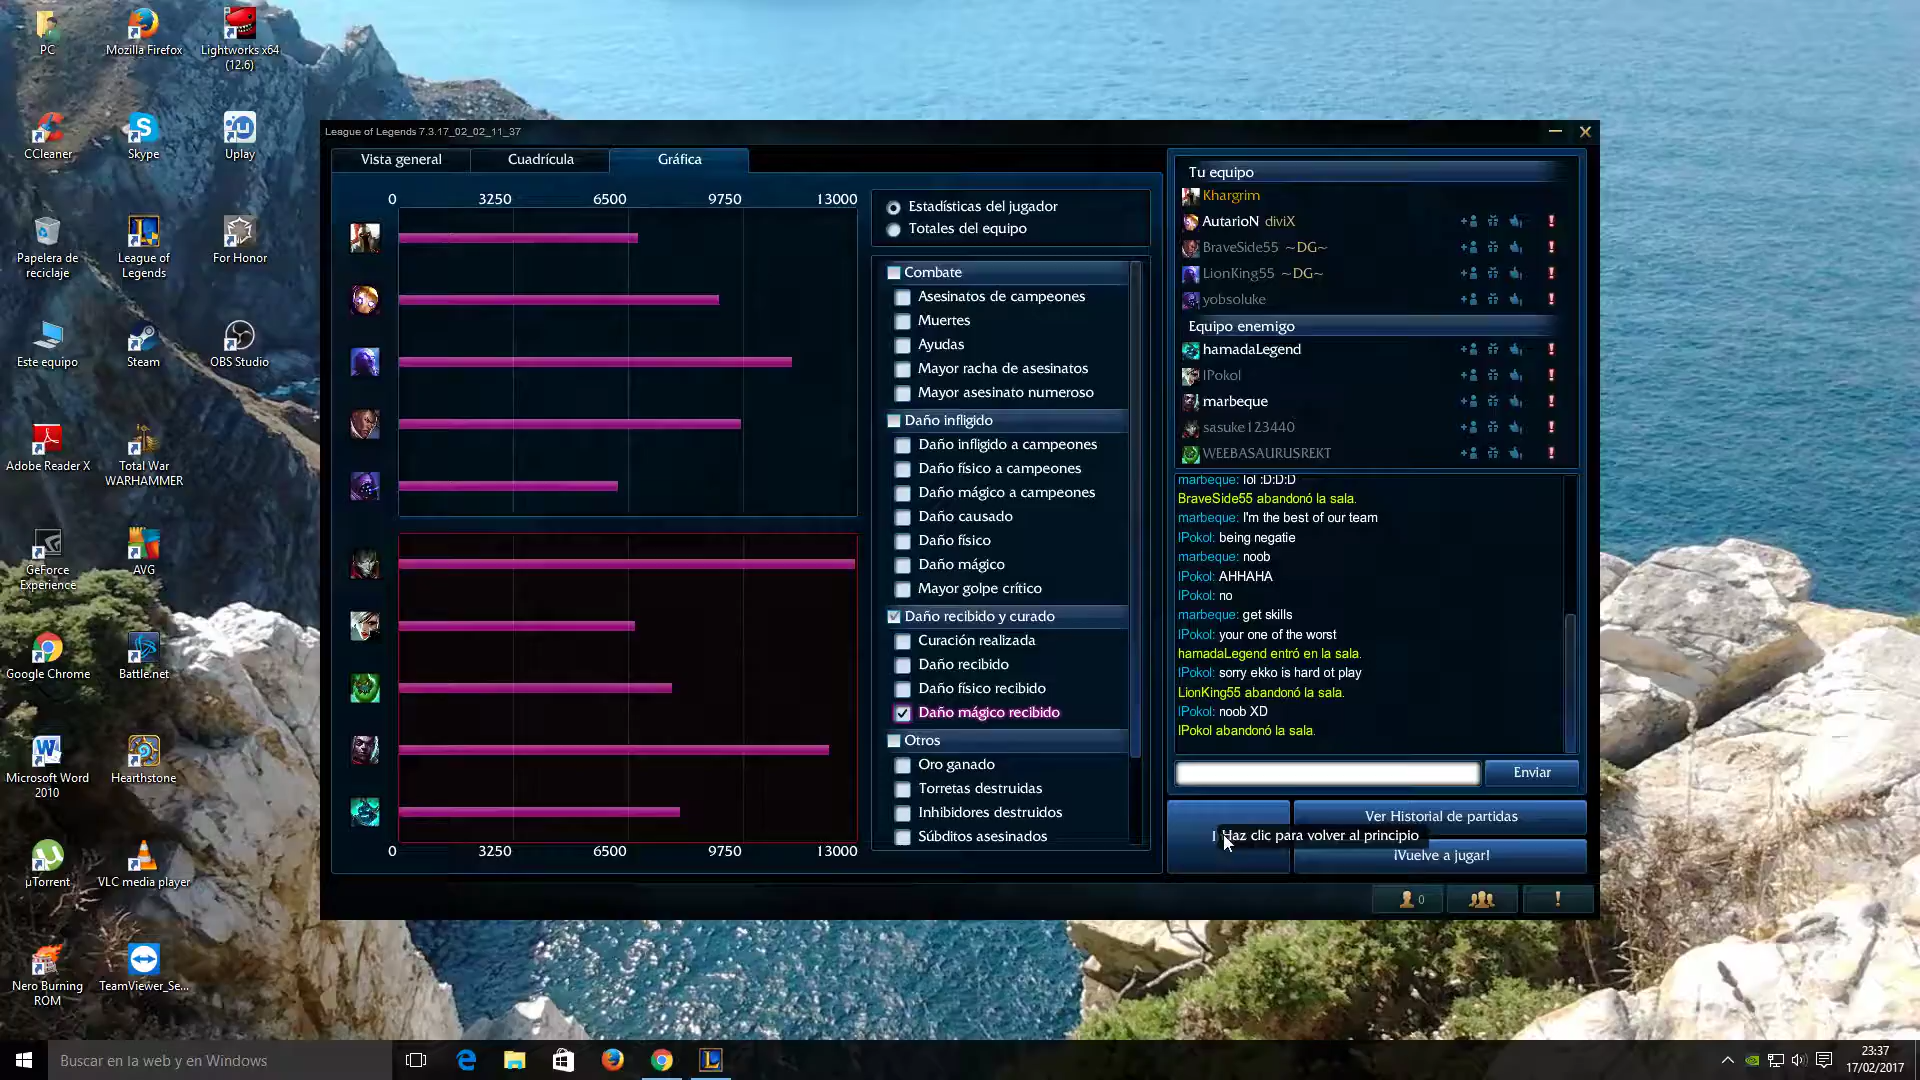 PC
Mozilla Firefox
Lightworks x64
(12.6)
CCleaner
Skype
Uplay
Papelera de
reciclaje
League of
Legends
For Honor
Este equipo
Steam
OBS Studio
Adobe Reader X
Total War
WARHAMMER
GeForce
Experience
AVG
Google Chrome
Battle.net
Microsoft Word
2010
Hearthstone
µTorrent
VLC media player
Nero Burning
ROM
TeamViewer_Se...
League of Legends 7.3.17_02_02_11_37
Vista general
Cuadrícula
Gráfica
0 3250 6500 9750 13000
0 3250 6500 9750 13000
Estadísticas del jugador
Totales del equipo
Combate
Asesinatos de campeones
Muertes
Ayudas
Mayor racha de asesinatos
Mayor asesinato numeroso
Daño infligido
Daño infligido a campeones
Daño físico a campeones
Daño mágico a campeones
Daño causado
Daño físico
Daño mágico
Mayor golpe crítico
Daño recibido y curado
Curación realizada
Daño recibido
Daño físico recibido
Daño mágico recibido
Otros
Oro ganado
Torretas destruidas
Inhibidores destruidos
Súbditos asesinados
Tu equipo
Khargrim
AutarioN diviX
BraveSide55 ~DG~
LionKing55 ~DG~
yobsoluke
Equipo enemigo
hamadaLegend
IPokol
marbeque
sasuke123440
WEEBASAURUSREKT
marbeque: lol :D:D:D
BraveSide55 abandonó la sala.
marbeque: I'm the best of our team
IPokol: being negatie
marbeque: noob
IPokol: AHHAHA
IPokol: no
marbeque: get skills
IPokol: your one of the worst
hamadaLegend entró en la sala.
IPokol: sorry ekko is hard ot play
LionKing55 abandonó la sala.
IPokol: noob XD
IPokol abandonó la sala.
Enviar
Ver Historial de partidas
Haz clic para volver al principio
¡Vuelve a jugar!
0
Buscar en la web y en Windows
23:37
17/02/2017